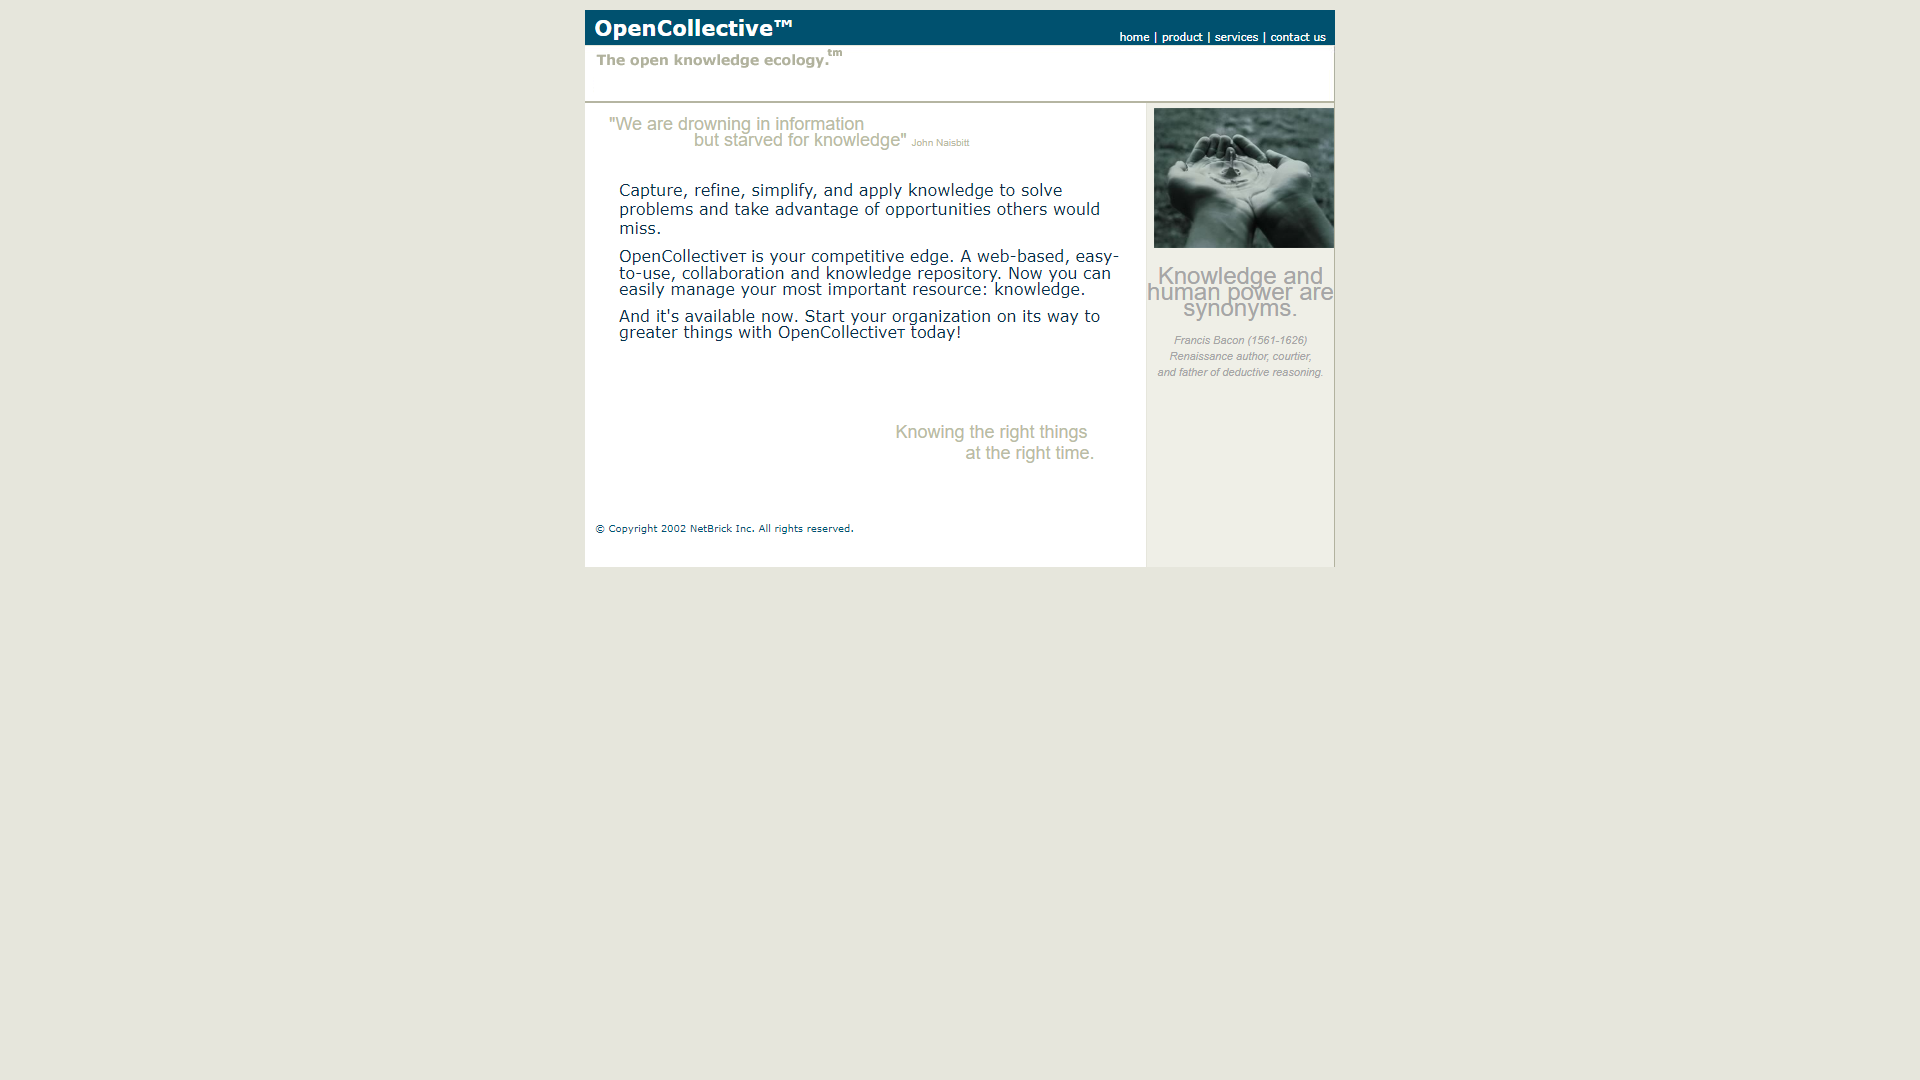 OpenCollective™
home | product | services | contact us
The open knowledge ecology.tm
"We are drowning in information
but starved for knowledge" John Naisbitt
Capture, refine, simplify, and apply knowledge to solve
problems and take advantage of opportunities others would
miss.
OpenCollectiveт is your competitive edge. A web-based, easy-
to-use, collaboration and knowledge repository. Now you can
easily manage your most important resource: knowledge.
And it's available now. Start your organization on its way to
greater things with OpenCollectiveт today!
Knowing the right things
at the right time.
© Copyright 2002 NetBrick Inc. All rights reserved.
Knowledge and
human power are
synonyms.
Francis Bacon (1561-1626)
Renaissance author, courtier,
and father of deductive reasoning.